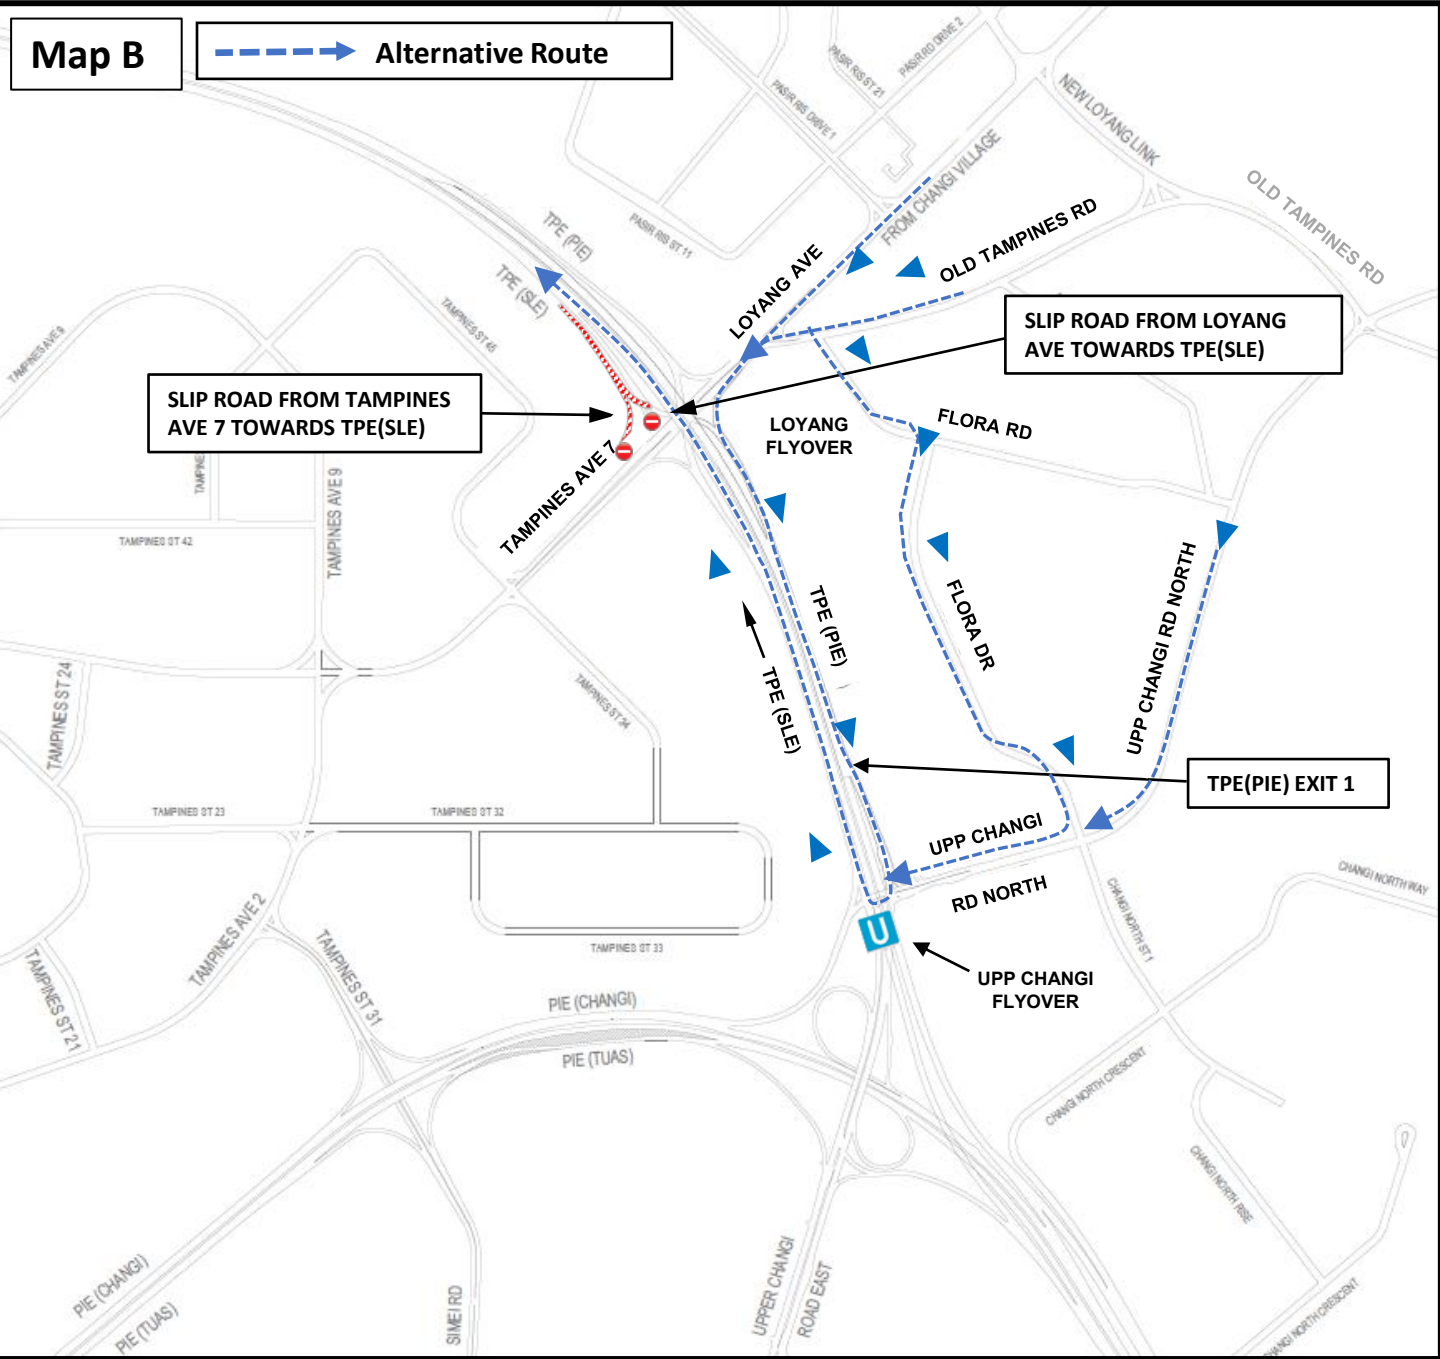 Map B
Alternative Route
PASIR RIS ST 21
PASIR RD DRIVE 2
PASIR RIS DRIVE 1
NEW LOYANG LINK
FROM CHANGI VILLAGE
OLD TAMPINES RD
OLD TAMPINES RD
PASIR RIS ST 11
TPE (PIE)
TPE (SLE)
LOYANG AVE
TAMPINES AVE 9
TAMPINES ST 45
SLIP ROAD FROM LOYANG
AVE TOWARDS TPE(SLE)
SLIP ROAD FROM TAMPINES
AVE 7 TOWARDS TPE(SLE)
LOYANG
FLYOVER
FLORA RD
TAMPINES AVE 7
TAMPINE
TAMPINES AVE 9
TAMPINES ST 42
FLORA DR
UPP CHANGI RD NORTH
TPE (PIE)
TPE (SLE)
TAMPINES ST 24
TAMPINES ST 34
TPE(PIE) EXIT 1
TAMPINES ST 23
TAMPINES ST 32
UPP CHANGI
RD NORTH
CHANGI NORTH WAY
CHANGI NORTH ST 1
TAMPINES AVE 2
TAMPINES ST 33
U
TAMPINES ST 31
TAMPINES ST 21
UPP CHANGI
FLYOVER
PIE (CHANGI)
PIE (TUAS)
CHANGI NORTH CRESCENT
CHANGI NORTH RISE
PIE (CHANGI)
PIE (TUAS)
SIMEI RD
UPPER CHANGI
ROAD EAST
HANGI NORTH CRESCENT